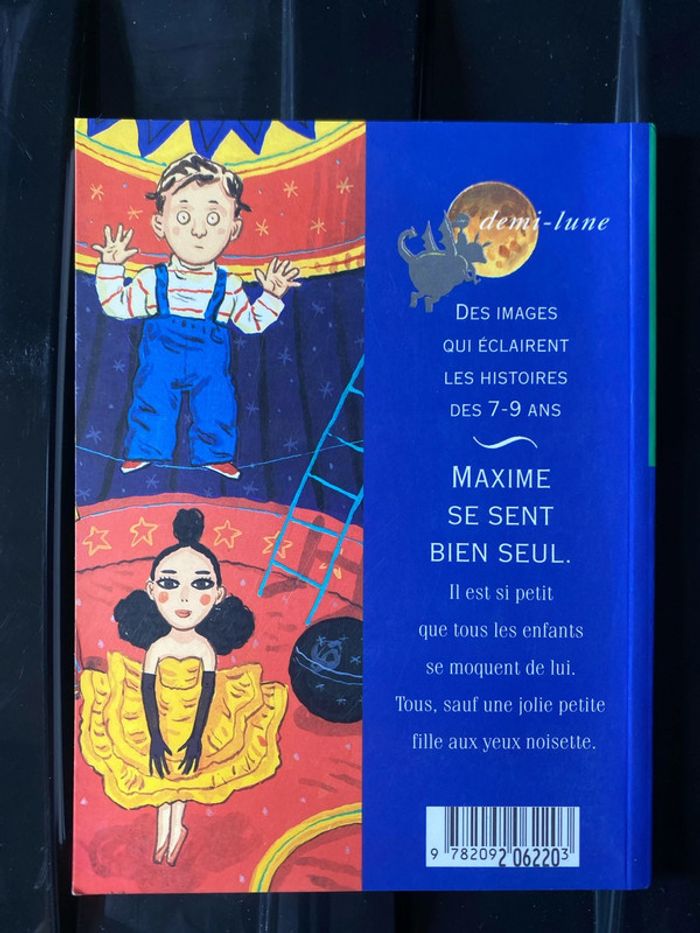 demi-lune
DES IMAGES
QUI ÉCLAIRENT
LES HISTOIRES
DES 7-9 ANS
MAXIME
SE SENT
BIEN SEUL.
Il est si petit
que tous les enfants
se moquent de lui.
Tous, sauf une jolie petite
fille aux yeux noisette.
9 782092 062203